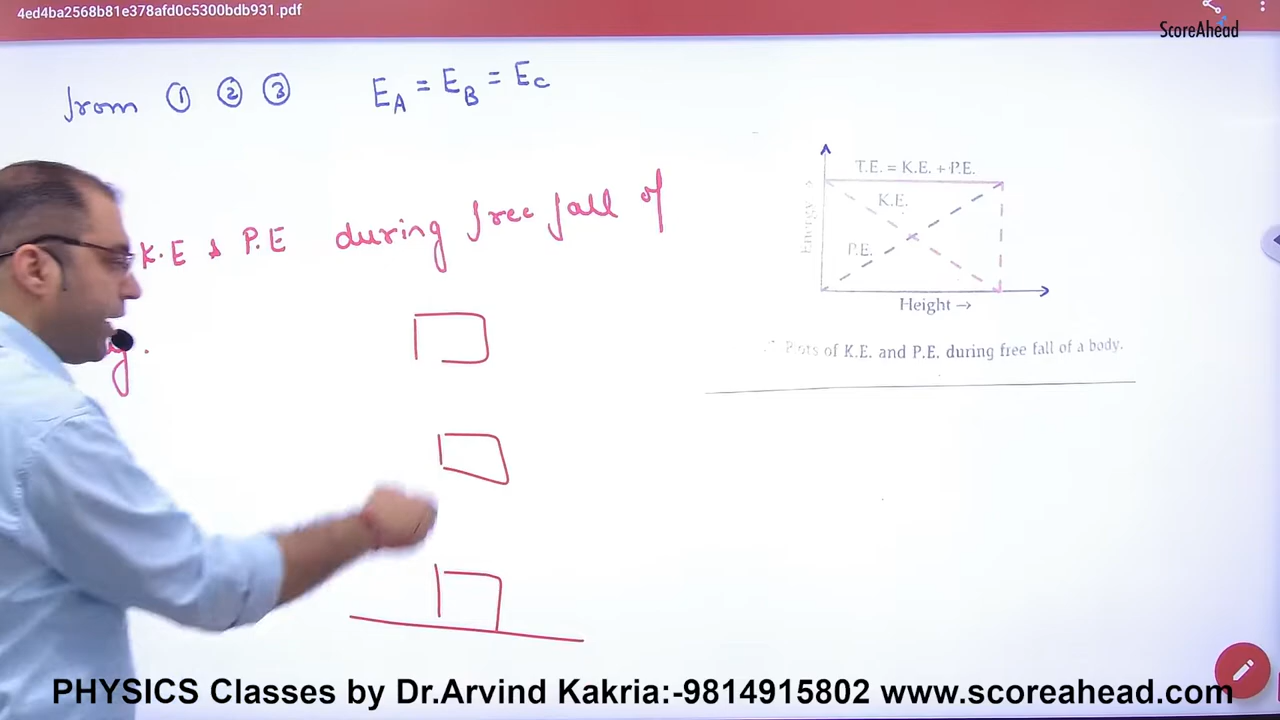 4ed4ba2568b81e378afd0c5300bdb931.pdf
ScoreAhead
from ① ② ③ E_A = E_B = E_C
K.E & P.E during free fall of
T.E. = K.E. + P.E.
K.E.
P.E.
Energy →
Height →
Plots of K.E. and P.E. during free fall of a body.
PHYSICS Classes by Dr.Arvind Kakria:-9814915802 www.scoreahead.com